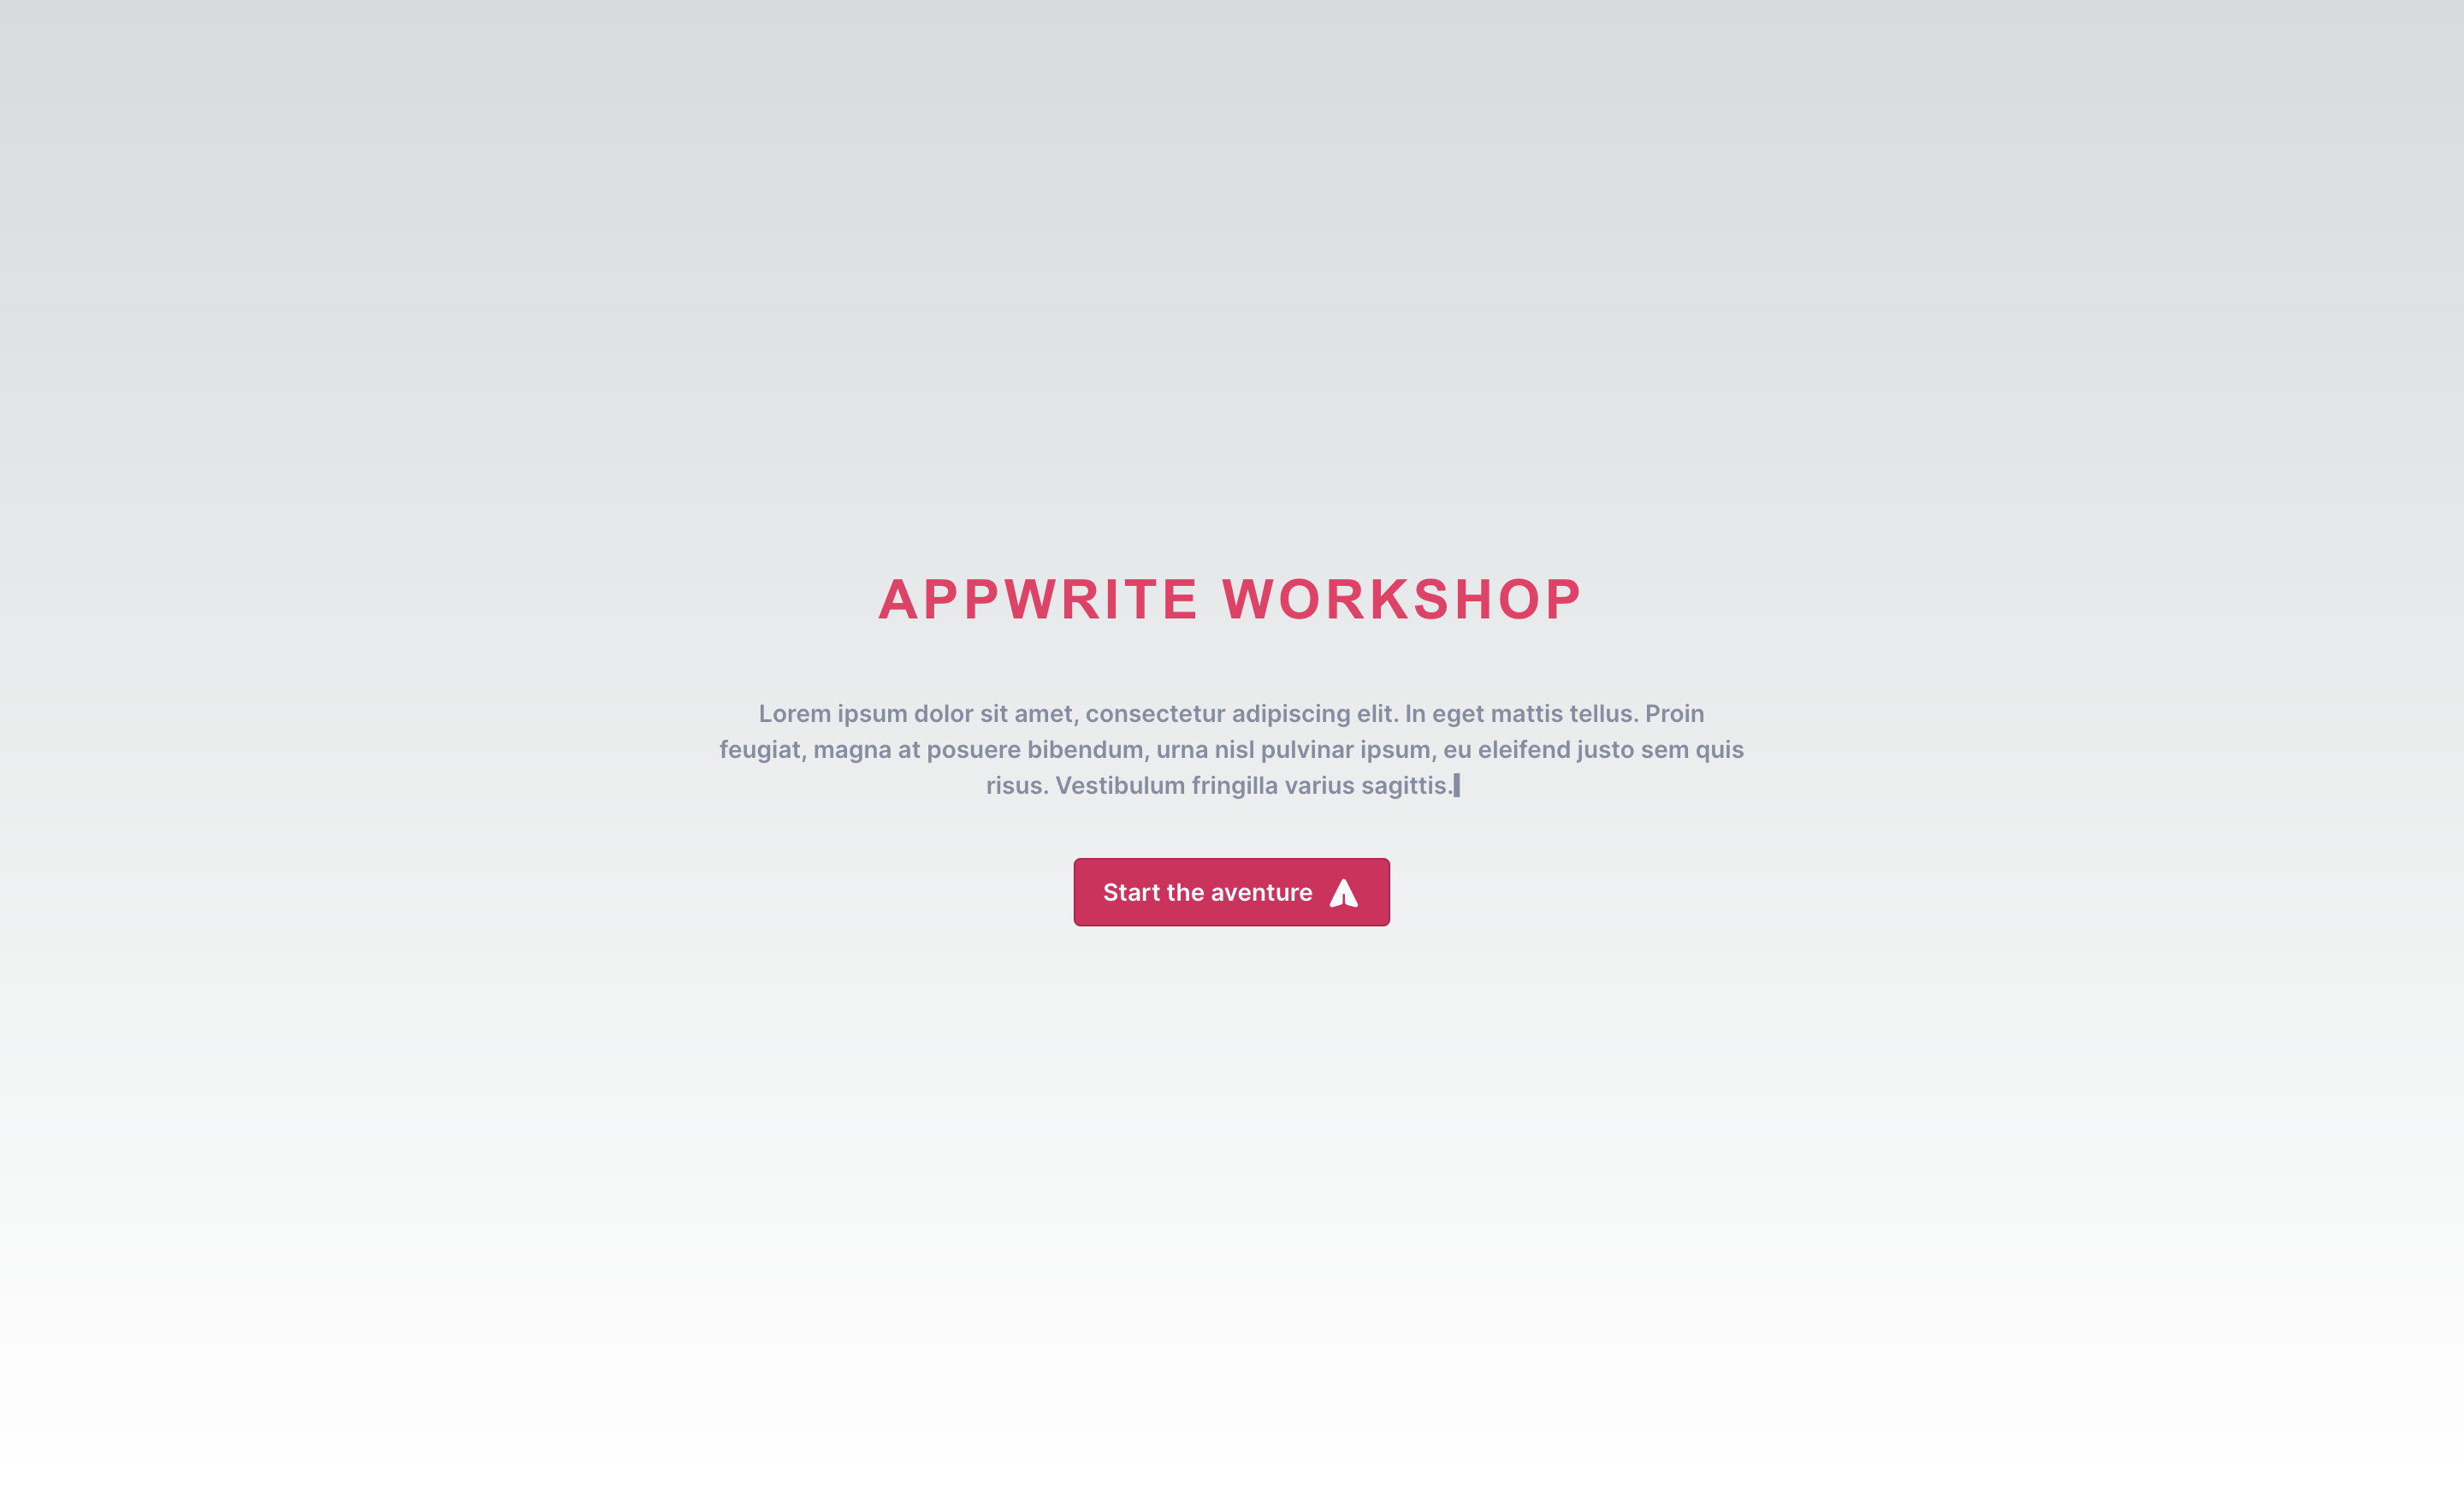 APPWRITE WORKSHOP
Lorem ipsum dolor sit amet, consectetur adipiscing elit. In eget mattis tellus. Proin
feugiat, magna at posuere bibendum, urna nisl pulvinar ipsum, eu eleifend justo sem quis
risus. Vestibulum fringilla varius sagittis.
Start the aventure